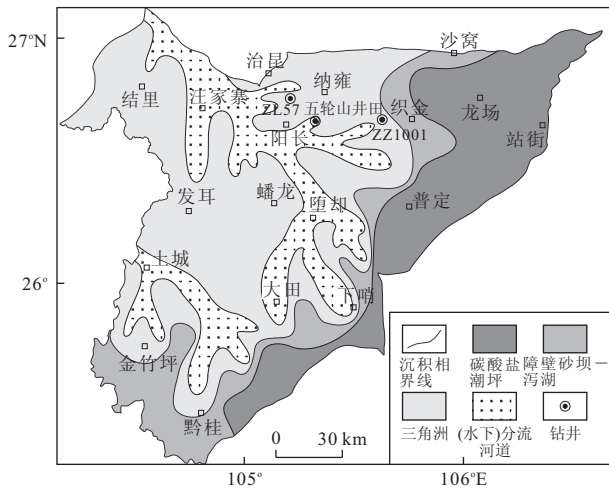 27°N
沙窝
治昆
纳雍
结里
汪家寨
ZL57 五轮山井田
织金
龙场
阳长
ZZ1001
站街
发耳
蟠龙
堕却
普定
土城
26°
大田
下哨
金竹坪
黔桂
沉积相
界线
碳酸盐
潮坪
障壁砂坝－
泻湖
三角洲
(水下)分流
河道
钻井
0 30 km
105°
106°E